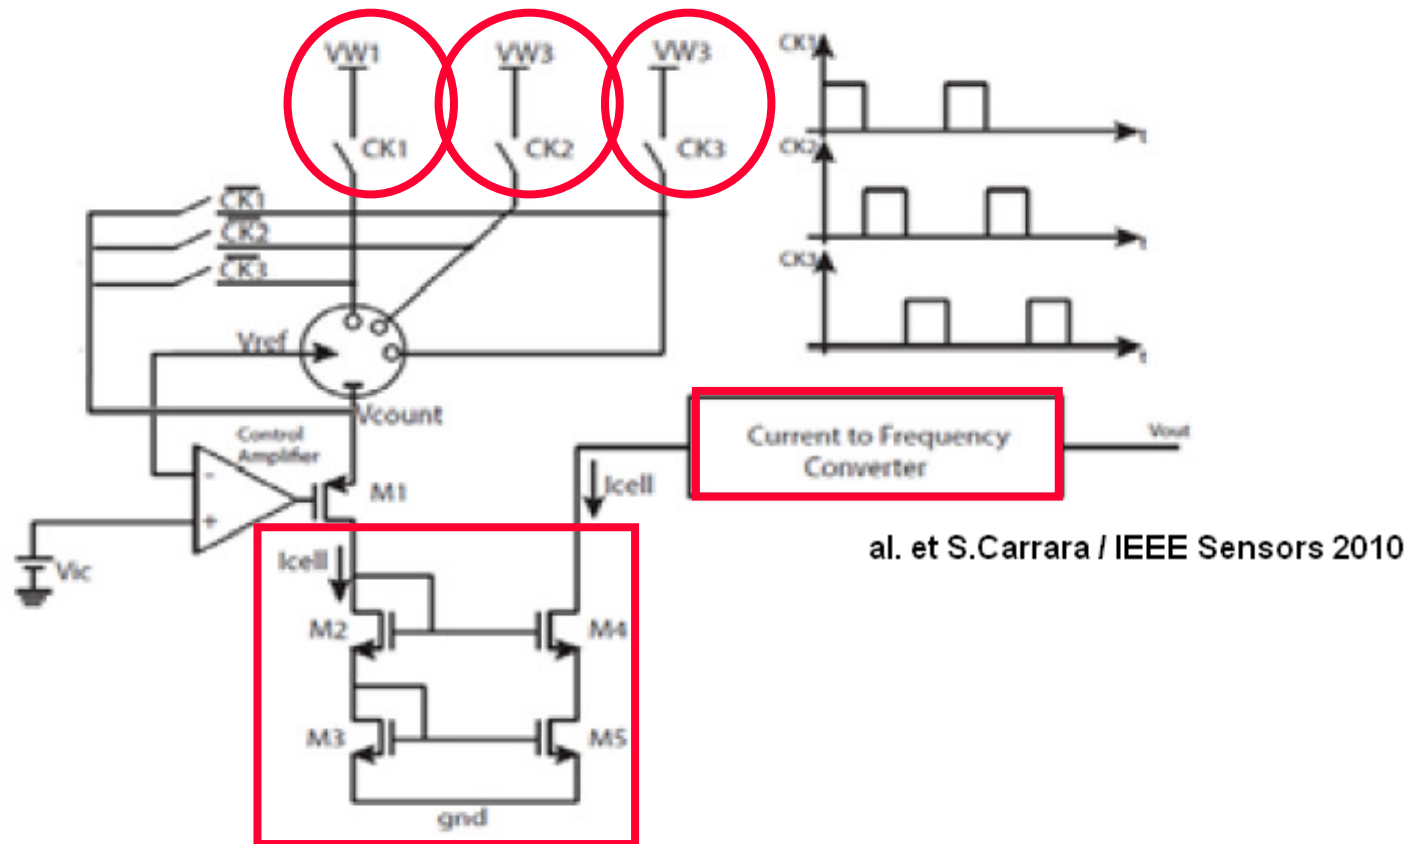 VW1
VW3
VW3
CK1
CK2
CK3
CK1
CK2
CK3
Vref
Vcount
Control
Amplifier
-
+
M1
Vic
Icell
Icell
M2
M4
M3
M5
gnd
CK1
t
CK2
t
CK3
t
Current to Frequency
Converter
Vout
al. et S.Carrara / IEEE Sensors 2010